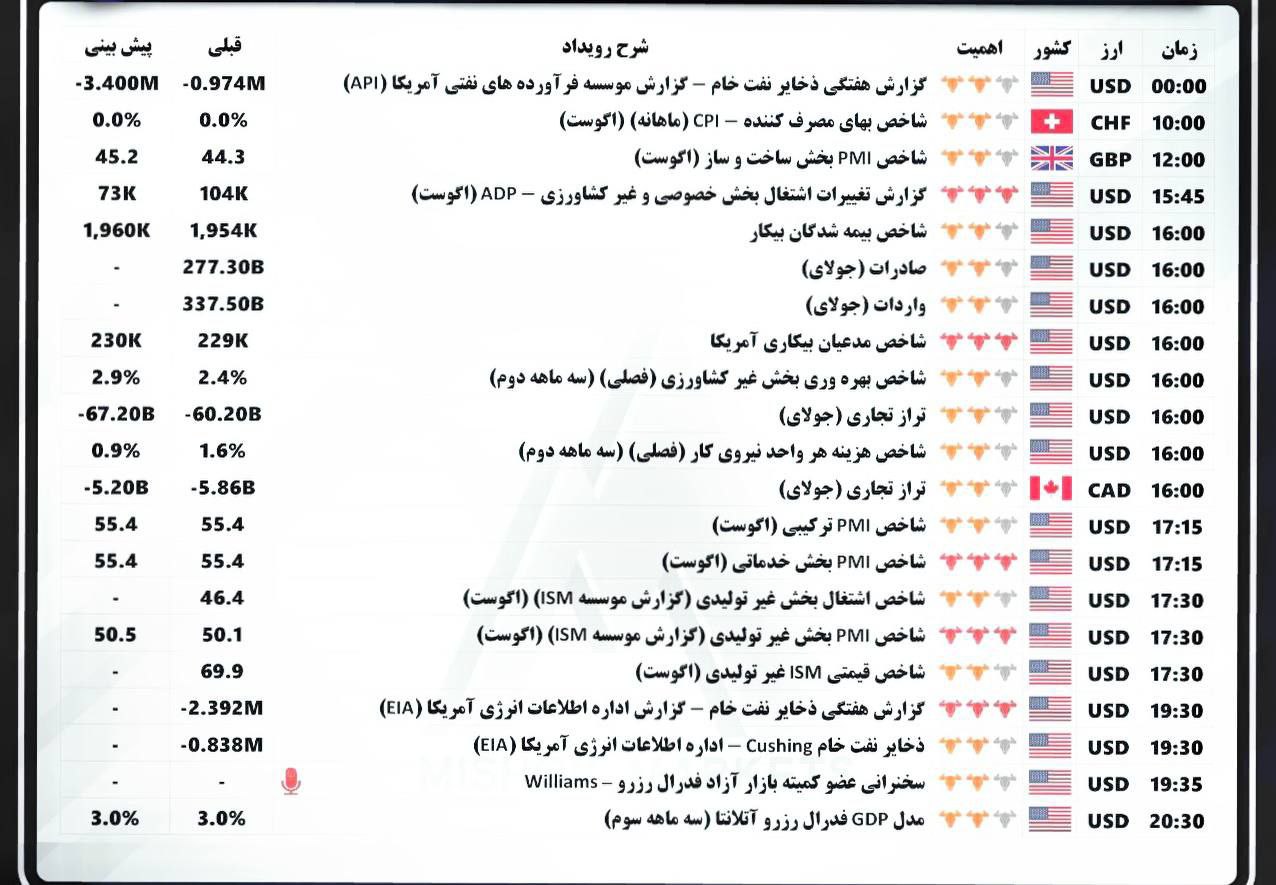 زمان ارز کشور اهمیت شرح رویداد قبلی پیش بینی
00:00 USD گزارش هفتگی ذخایر نفت خام – گزارش موسسه فرآورده های نفتی آمریکا (API) -0.974M -3.400M
10:00 CHF شاخص بهای مصرف کننده – CPI (ماهانه) (اگوست) 0.0% 0.0%
12:00 GBP شاخص PMI بخش ساخت و ساز (اگوست) 44.3 45.2
15:45 USD گزارش تغییرات اشتغال بخش خصوصی و غیر کشاورزی – ADP (اگوست) 104K 73K
16:00 USD شاخص بیمه شدگان بیکار 1,954K 1,960K
16:00 USD صادرات (جولای) 277.30B -
16:00 USD واردات (جولای) 337.50B -
16:00 USD شاخص مدعیان بیکاری آمریکا 229K 230K
16:00 USD شاخص بهره وری بخش غیر کشاورزی (فصلی) (سه ماهه دوم) 2.4% 2.9%
16:00 USD تراز تجاری (جولای) -60.20B -67.20B
16:00 USD شاخص هزینه هر واحد نیروی کار (فصلی) (سه ماهه دوم) 1.6% 0.9%
16:00 CAD تراز تجاری (جولای) -5.86B -5.20B
17:15 USD شاخص PMI ترکیبی (اگوست) 55.4 55.4
17:15 USD شاخص PMI بخش خدماتی (اگوست) 55.4 55.4
17:30 USD شاخص اشتغال بخش غیر تولیدی (گزارش موسسه ISM) (اگوست) 46.4 -
17:30 USD شاخص PMI بخش غیر تولیدی (گزارش موسسه ISM) (اگوست) 50.1 50.5
17:30 USD شاخص قیمتی ISM غیر تولیدی (اگوست) 69.9 -
19:30 USD گزارش هفتگی ذخایر نفت خام – گزارش اداره اطلاعات انرژی آمریکا (EIA) -2.392M -
19:30 USD ذخایر نفت خام Cushing – اداره اطلاعات انرژی آمریکا (EIA) -0.838M -
19:35 USD سخنرانی عضو کمیته بازار آزاد فدرال رزرو – Williams - -
20:30 USD مدل GDP فدرال رزرو آتلانتا (سه ماهه سوم) 3.0% 3.0%